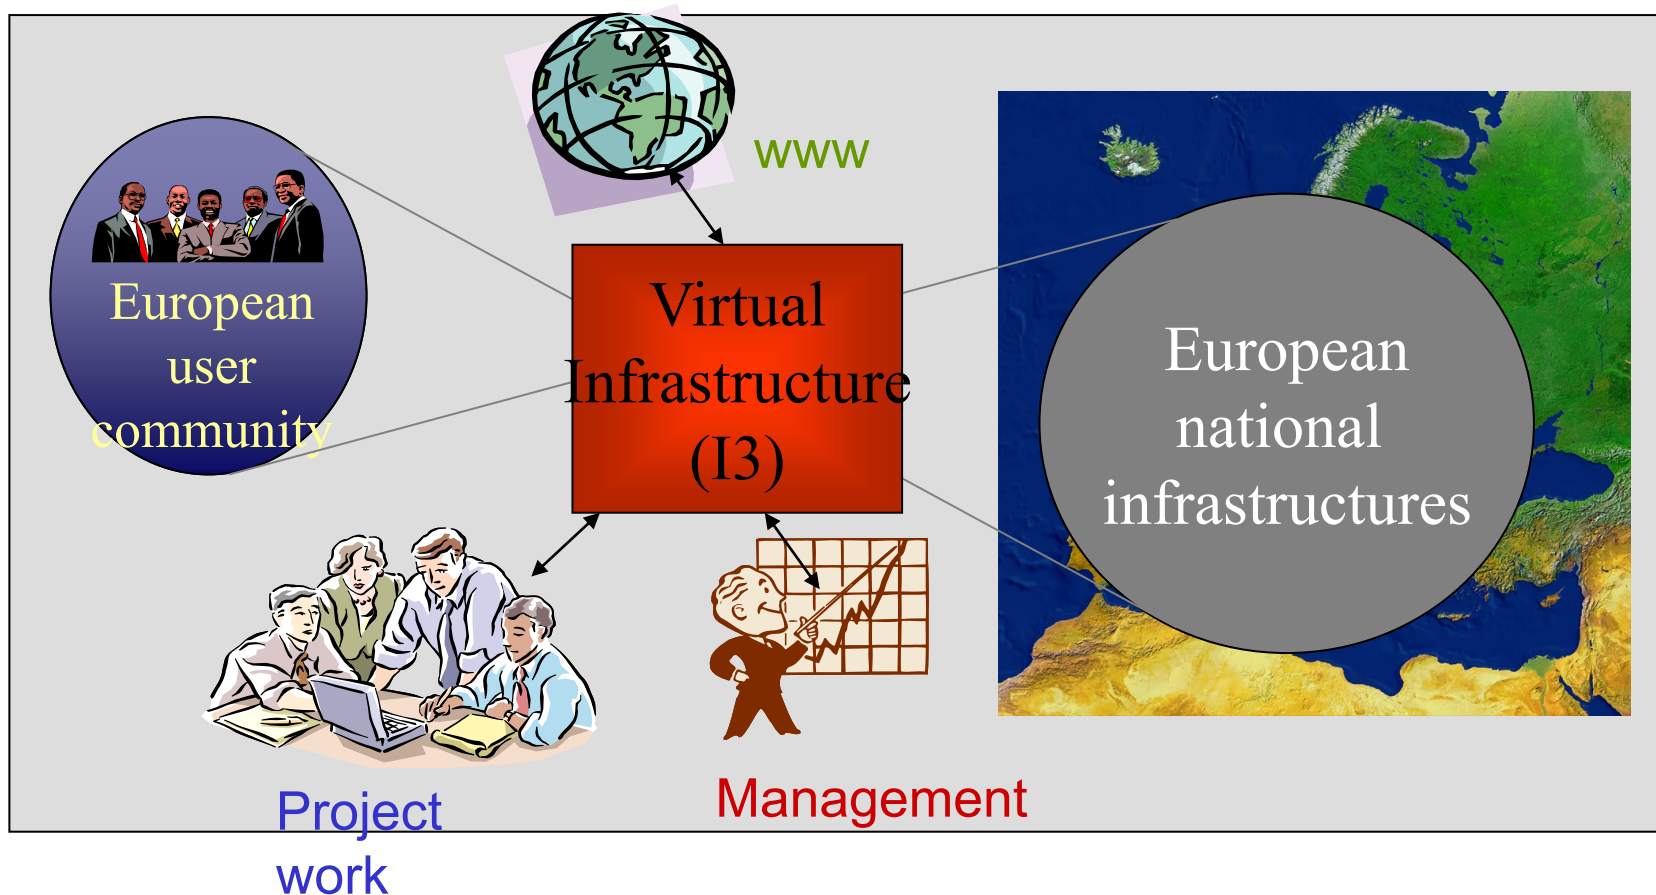 www
European
user
community
Virtual
Infrastructure
(I3)
European
national
infrastructures
Project
work
Management